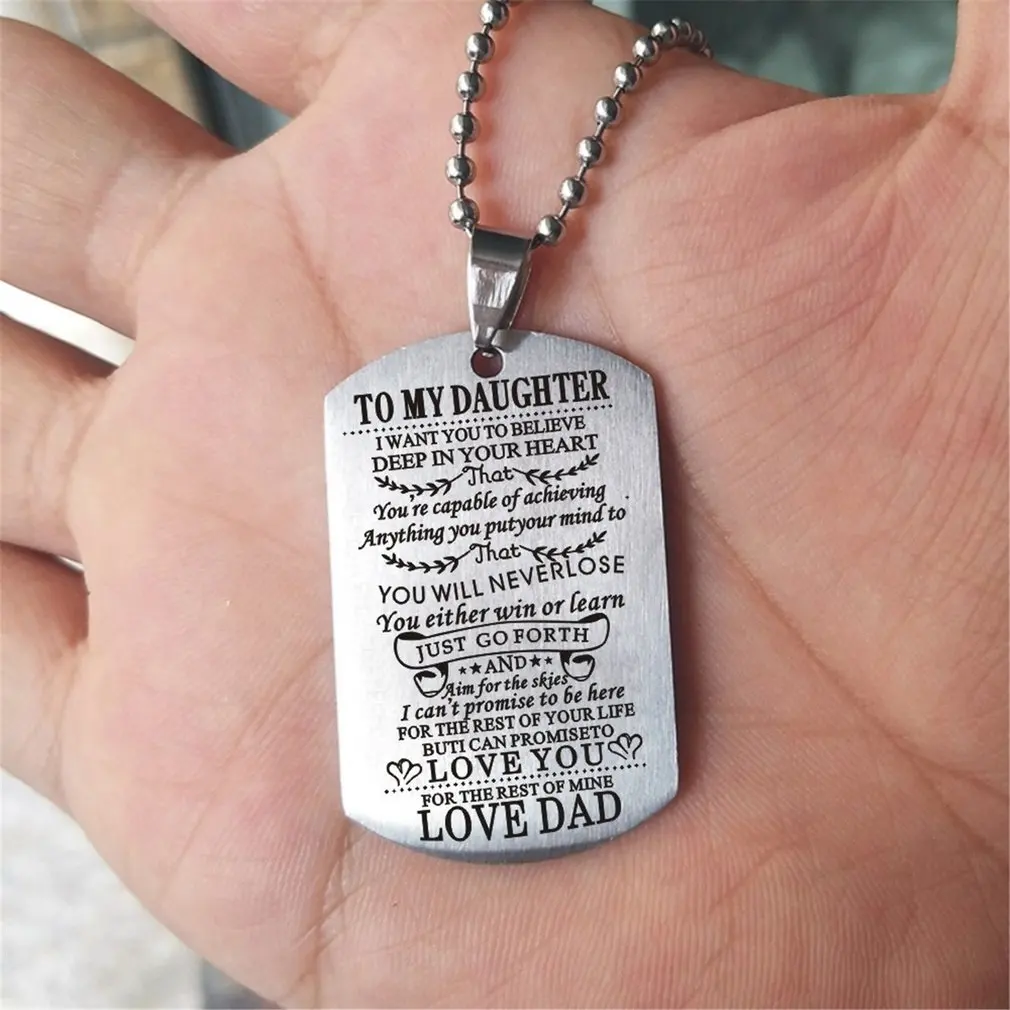 TO MY DAUGHTER
I WANT YOU TO BELIEVE
DEEP IN YOUR HEART
That
You're capable of achieving
Anything you putyour mind to
That
YOU WILL NEVERLOSE
You either win or learn
JUST GO FORTH
AND
Aim for the skies
I can't promise to be here
FOR THE REST OF YOUR LIFE
BUTI CAN PROMISETO
LOVE YOU
FOR THE REST OF MINE
LOVE DAD